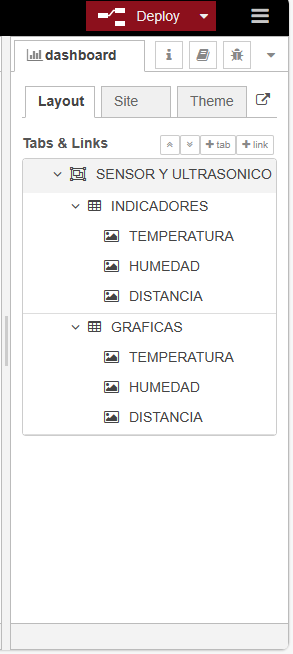 Deploy
dashboard
Layout Site Theme
Tabs & Links + tab + link
SENSOR Y ULTRASONICO
INDICADORES
TEMPERATURA
HUMEDAD
DISTANCIA
GRAFICAS
TEMPERATURA
HUMEDAD
DISTANCIA